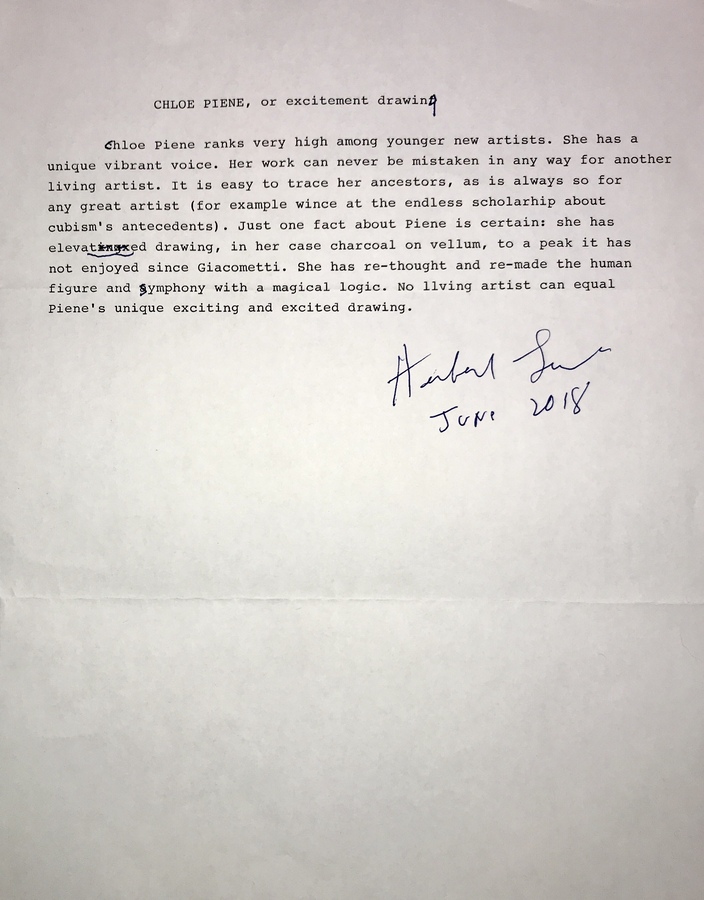 CHLOE PIENE, or excitement drawing
Chloe Piene ranks very high among younger new artists. She has a
unique vibrant voice. Her work can never be mistaken in any way for another
living artist. It is easy to trace her ancestors, as is always so for
any great artist (for example wince at the endless scholarhip about
cubism's antecedents). Just one fact about Piene is certain: she has
elevated drawing, in her case charcoal on vellum, to a peak it has
not enjoyed since Giacometti. She has re-thought and re-made the human
figure and symphony with a magical logic. No llving artist can equal
Piene's unique exciting and excited drawing.
Herbert
June 2018